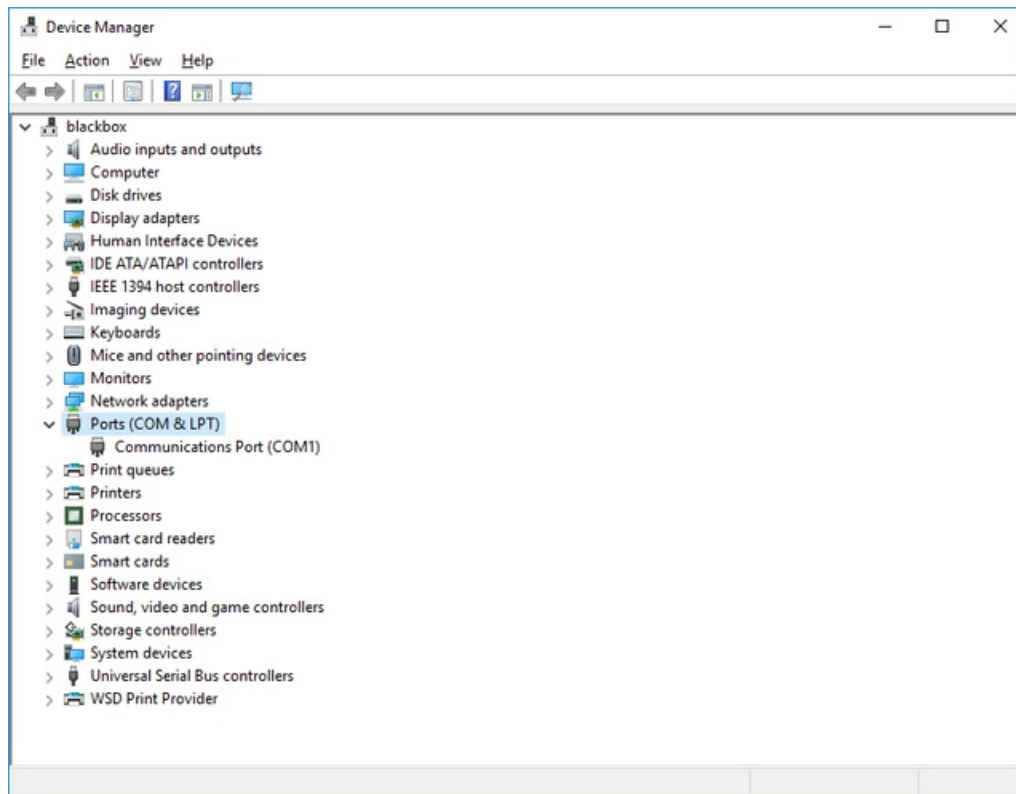 Device Manager
File Action View Help
blackbox
Audio inputs and outputs
Computer
Disk drives
Display adapters
Human Interface Devices
IDE ATA/ATAPI controllers
IEEE 1394 host controllers
Imaging devices
Keyboards
Mice and other pointing devices
Monitors
Network adapters
Ports (COM & LPT)
Communications Port (COM1)
Print queues
Printers
Processors
Smart card readers
Smart cards
Software devices
Sound, video and game controllers
Storage controllers
System devices
Universal Serial Bus controllers
WSD Print Provider